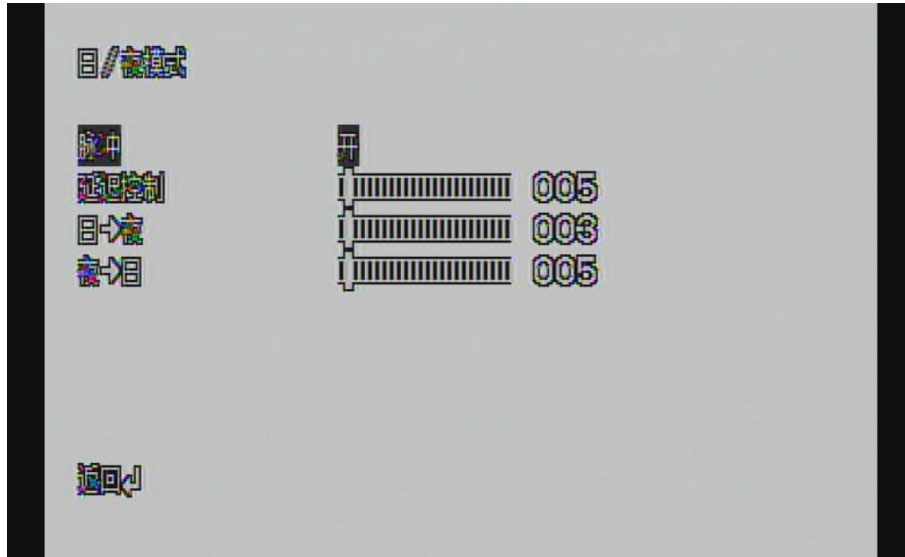 日/夜模式
脉冲 开
延迟控制 005
日→夜 003
夜→日 005
返回↲